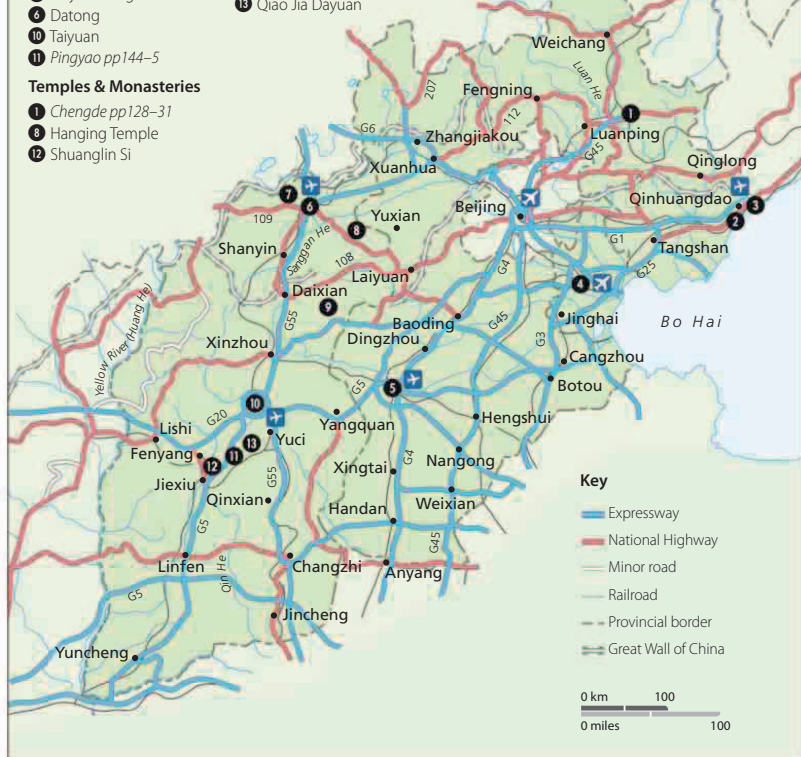 6 Datong
10 Taiyuan
11 Pingyao pp144–5
13 Qiao Jia Dayuan
Temples & Monasteries
1 Chengde pp128–31
8 Hanging Temple
12 Shuanglin Si
Weichang
Luan He
207
Fengning
112
1
G6
Zhangjiakou
Luanping
G45
Xuanhua
Qinglong
7
6
Qinhuangdao
3
2
109
8
Yuxian
Beijing
Shanyin
Sanggan He
G1
Tangshan
108
Laiyuan
G4
G25
4
Daixian
9
Yellow River (Huang He)
G55
Baoding
G45
Jinghai
Bo Hai
Dingzhou
G3
Xinzhou
Cangzhou
G5
5
Botou
10
G20
Yangquan
Hengshui
Lishi
Yuci
Fenyang
12
11
13
G4
Nangong
Jiexiu
G55
Xingtai
Qinxian
Weixian
G5
Handan
G45
Linfen
Qin He
Changzhi
Anyang
G5
Jincheng
Yuncheng
Key
Expressway
National Highway
Minor road
Railroad
Provincial border
Great Wall of China
0 km 100
0 miles 100